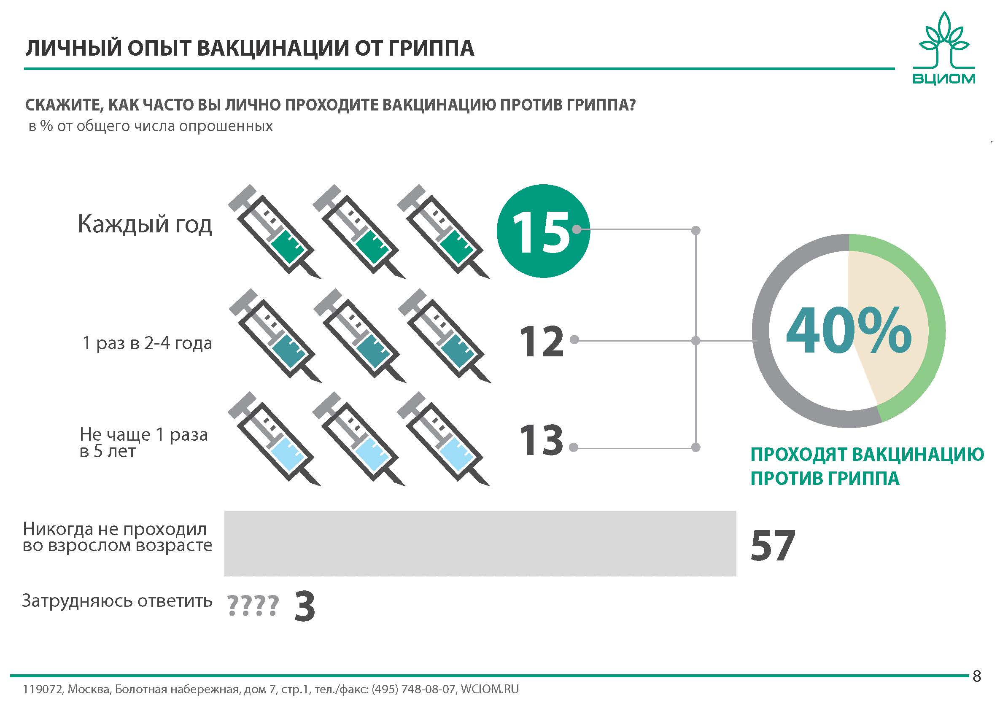 ЛИЧНЫЙ ОПЫТ ВАКЦИНАЦИИ ОТ ГРИППА
ВЦИОМ
СКАЖИТЕ, КАК ЧАСТО ВЫ ЛИЧНО ПРОХОДИТЕ ВАКЦИНАЦИЮ ПРОТИВ ГРИППА?
в % от общего числа опрошенных
Каждый год
15
1 раз в 2-4 года
12
Не чаще 1 раза
в 5 лет
13
40%
ПРОХОДЯТ ВАКЦИНАЦИЮ
ПРОТИВ ГРИППА
Никогда не проходил
во взрослом возрасте
57
Затрудняюсь ответить
???? 3
8
119072, Москва, Болотная набережная, дом 7, стр.1, тел./факс: (495) 748-08-07, WCIOM.RU